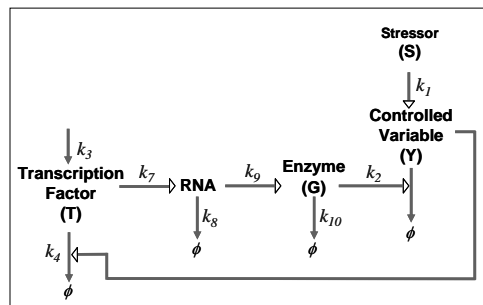 Stressor
(S)
k1
Controlled
Variable
(Y)
k3
Transcription
Factor
(T)
k7
RNA
k9
Enzyme
(G)
k2
k8
k10
k4
ϕ
ϕ
ϕ
ϕ